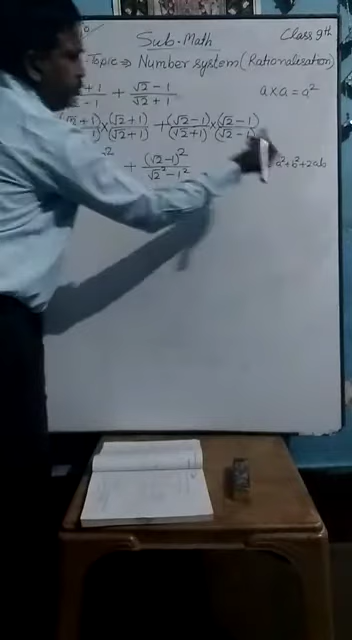 Sub - Math
Class 9th
Topic ⇒ Number system (Rationalisation)
+ 1 / - 1 + √2 - 1 / √2 + 1
a × a = a²
√2 + 1) / 1) × (√2 + 1) / (√2 + 1) + (√2 - 1) / (√2 + 1) × (√2 - 1) / (√2 - 1)
+ (√2 - 1)² / √2² - 1²
a² + b² + 2ab